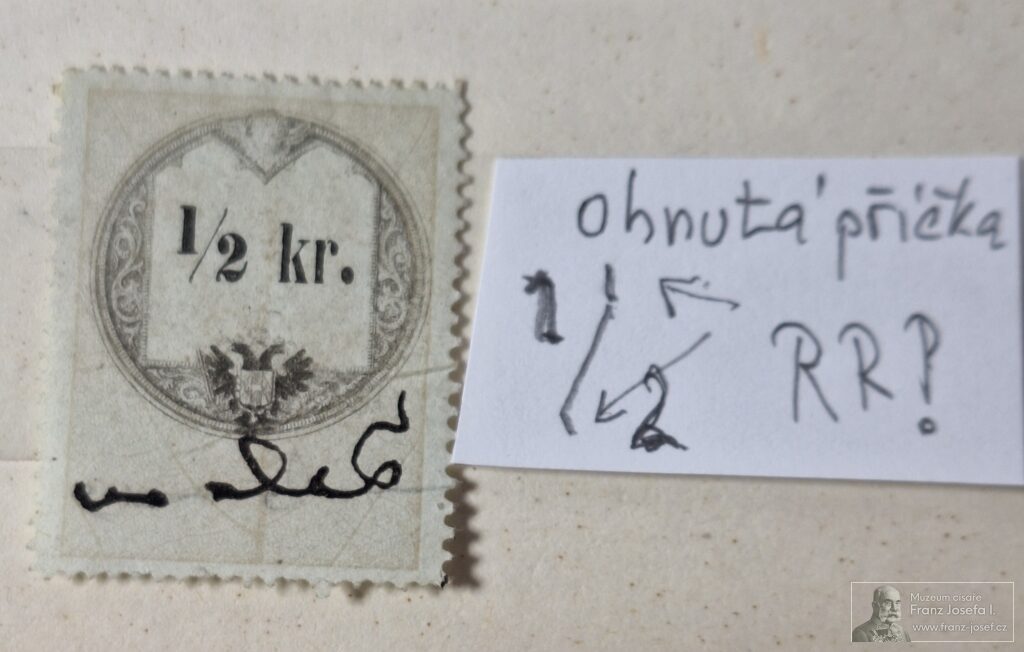 1/2 kr.
ohnutá příčka
1/2
RR!
Muzeum císaře
Franz Josefa I.
www.franz-josef.cz